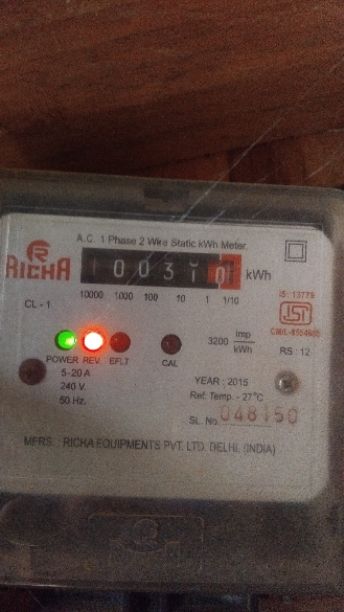 A.C. 1 Phase 2 Wire Static kWh Meter.
RICHA
kWh
10000 1000 100 10 1 1/10
IS: 13779
ISI
CL - 1
3200 imp/kWh
RS : 12
POWER REV. EFLT
CAL
5-20 A
240 V.
50 Hz.
YEAR : 2015
Ref. Temp. - 27°C
SL. No. 048150
MFRS. RICHA EQUIPMENTS PVT. LTD. DELHI, (INDIA)